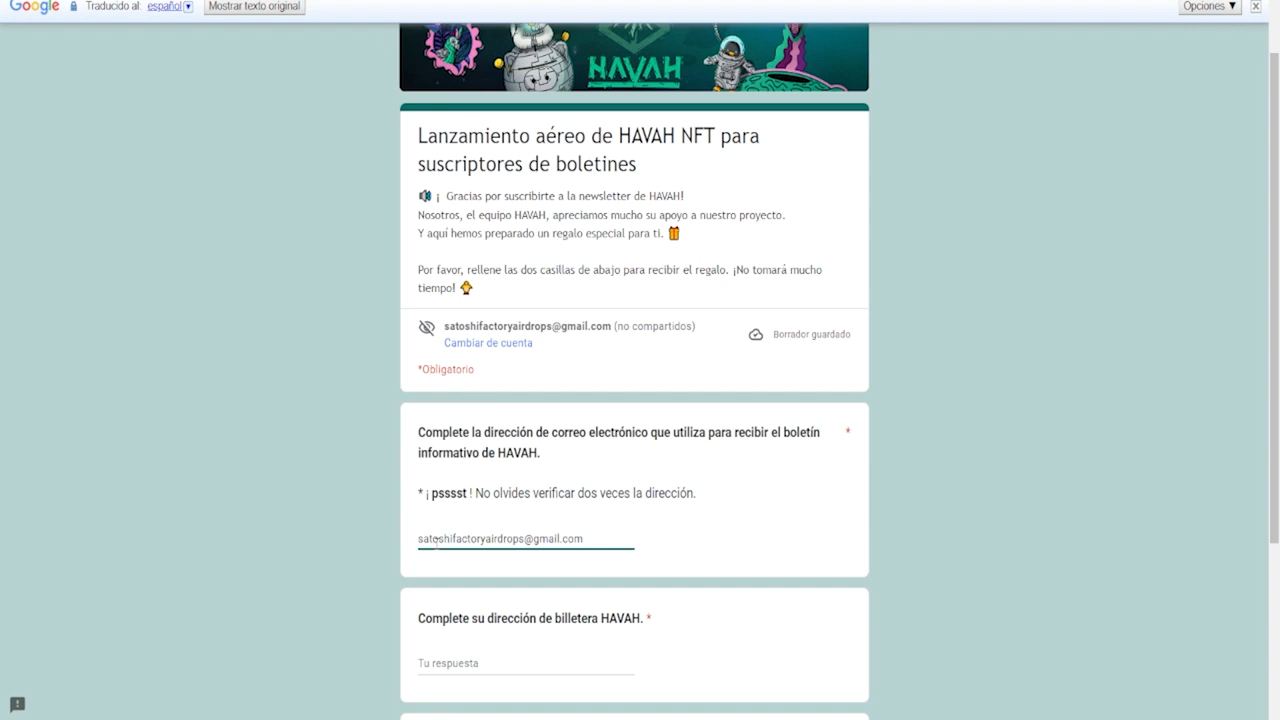 Google Traducido al: español Mostrar texto original Opciones ▼
HAVAH
Lanzamiento aéreo de HAVAH NFT para
suscriptores de boletines
¡ Gracias por suscribirte a la newsletter de HAVAH!
Nosotros, el equipo HAVAH, apreciamos mucho su apoyo a nuestro proyecto.
Y aquí hemos preparado un regalo especial para ti.
Por favor, rellene las dos casillas de abajo para recibir el regalo. ¡No tomará mucho
tiempo!
satoshifactoryairdrops@gmail.com (no compartidos)
Cambiar de cuenta
Borrador guardado
*Obligatorio
Complete la dirección de correo electrónico que utiliza para recibir el boletín *
informativo de HAVAH.
* ¡ psssst ! No olvides verificar dos veces la dirección.
satoshifactoryairdrops@gmail.com
Complete su dirección de billetera HAVAH. *
Tu respuesta